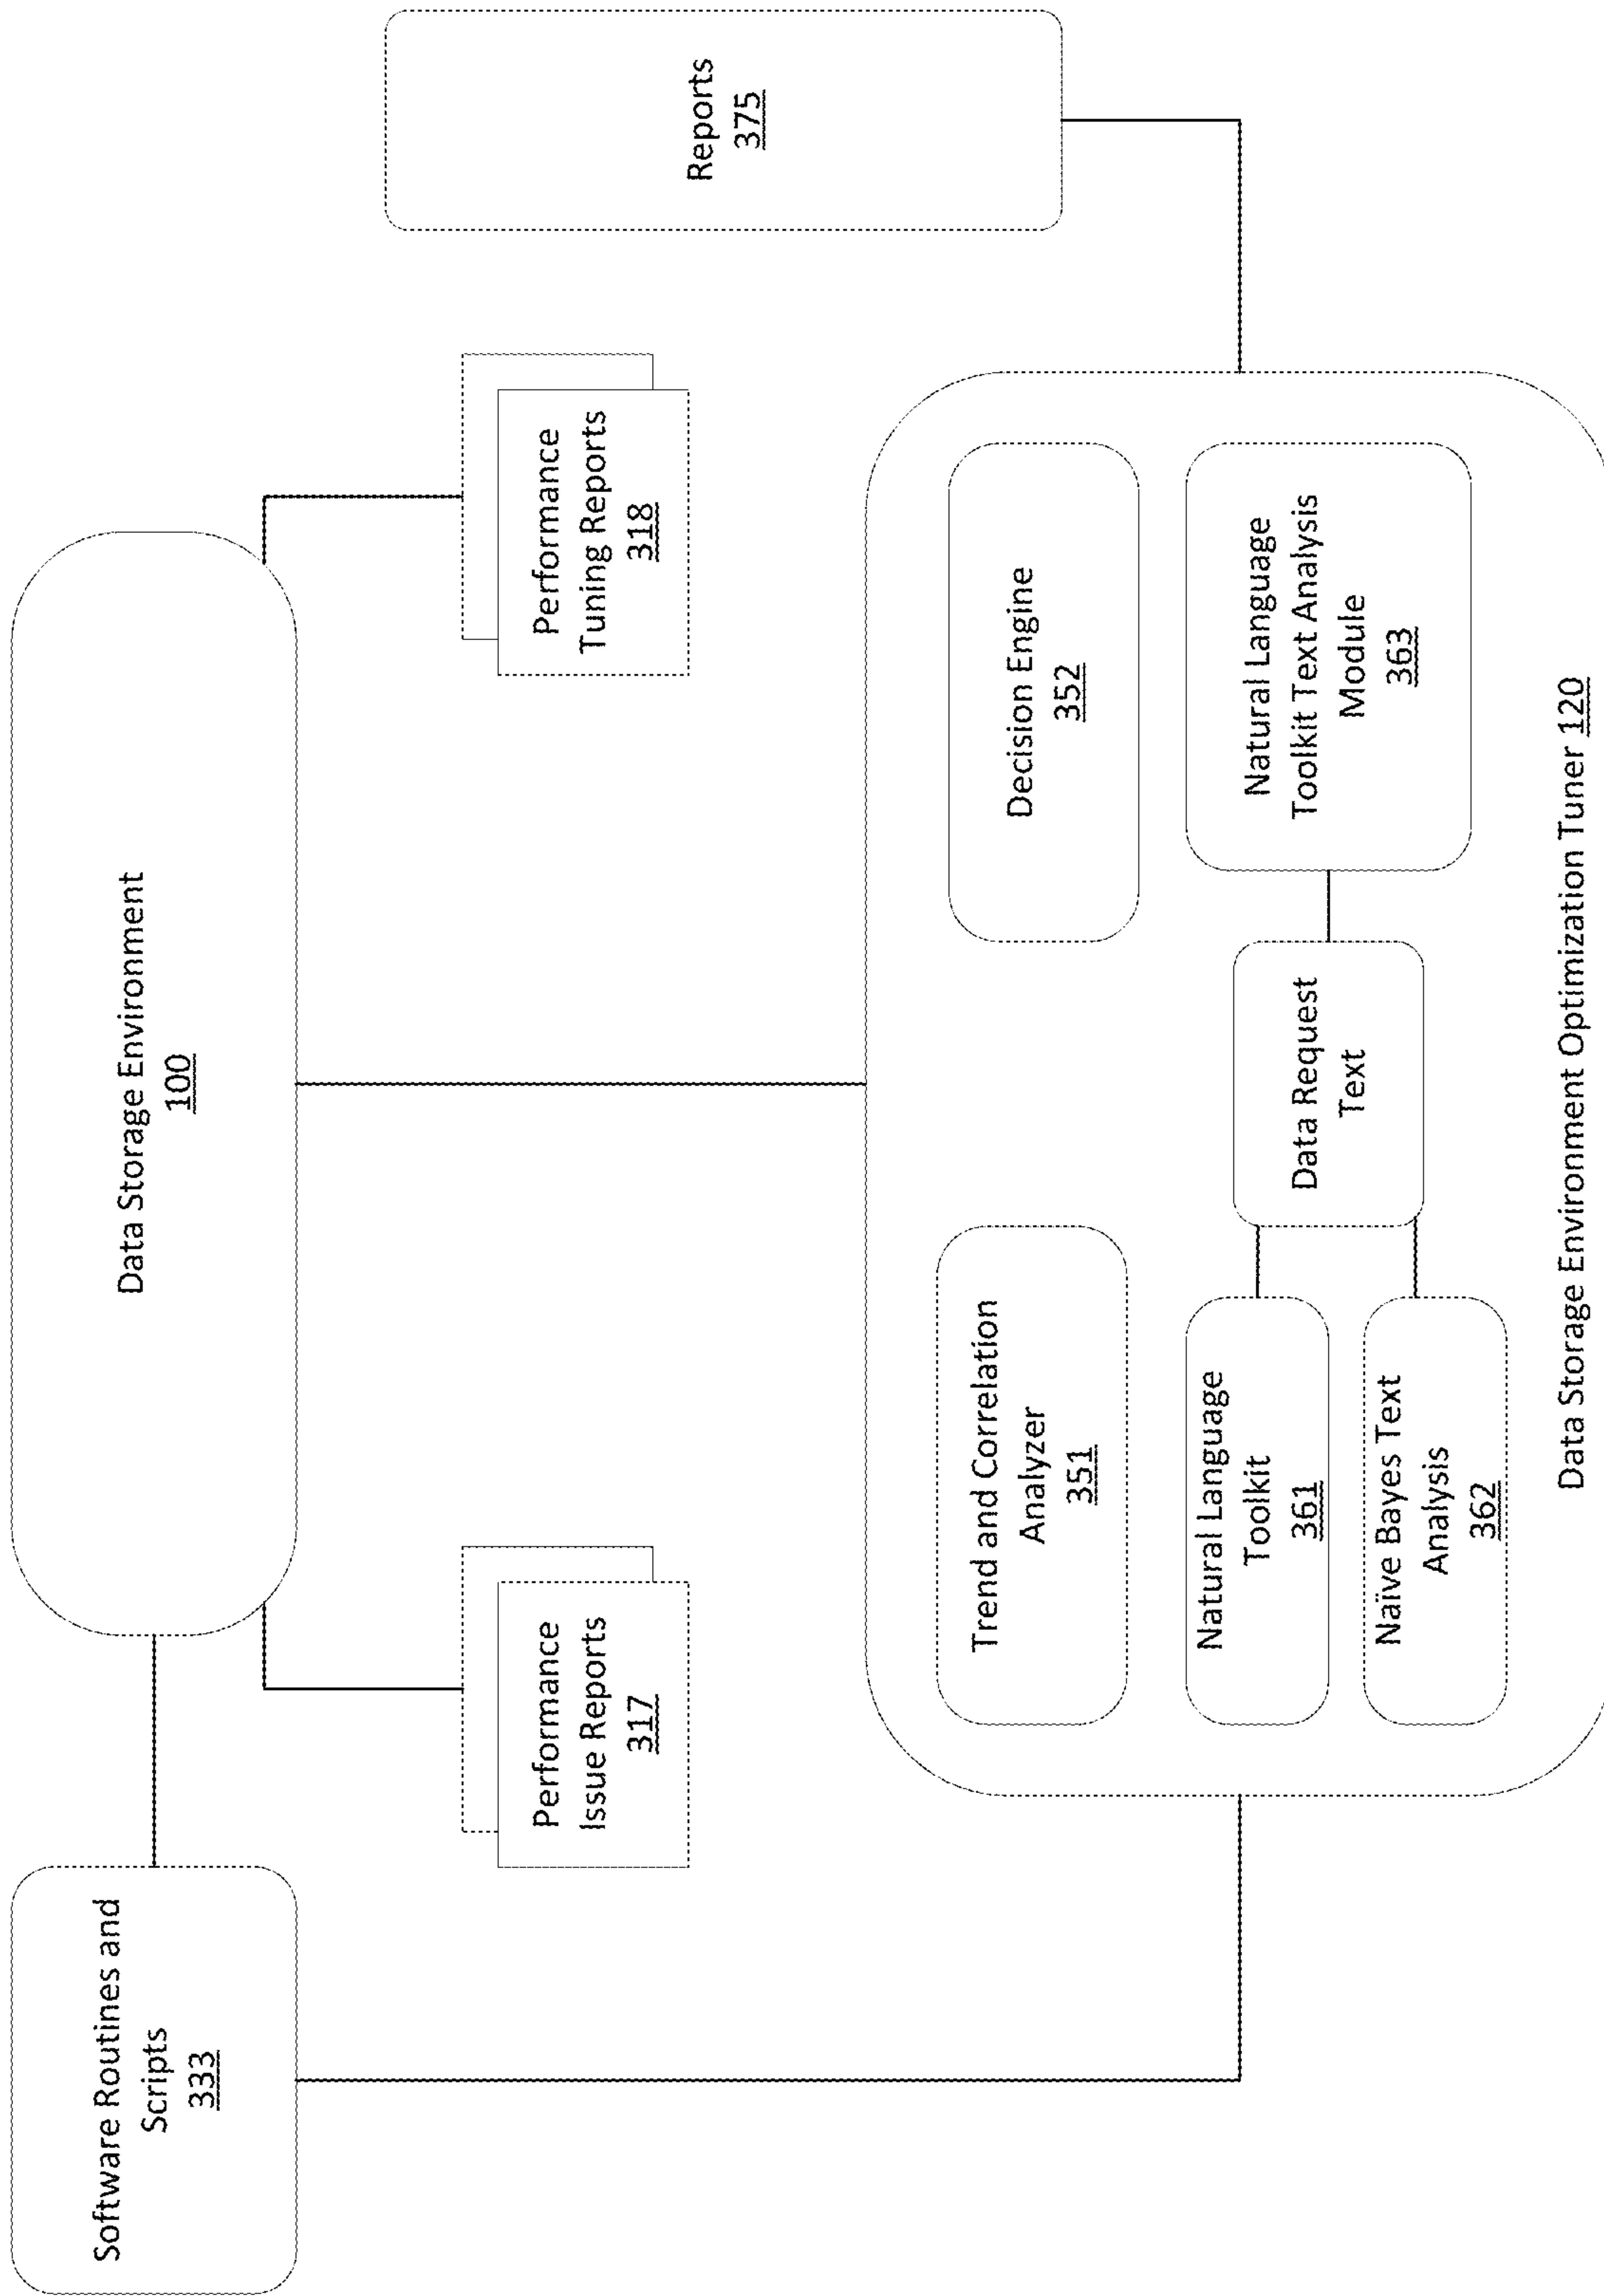 Software Routines and
Scripts
333
Data Storage Environment
100
Performance
Issue Reports
317
Performance
Tuning Reports
318
Reports
375
Trend and Correlation
Analyzer
351
Decision Engine
352
Natural Language
Toolkit
361
Naïve Bayes Text
Analysis
362
Data Request
Text
Natural Language
Toolkit Text Analysis
Module
363
Data Storage Environment Optimization Tuner 120